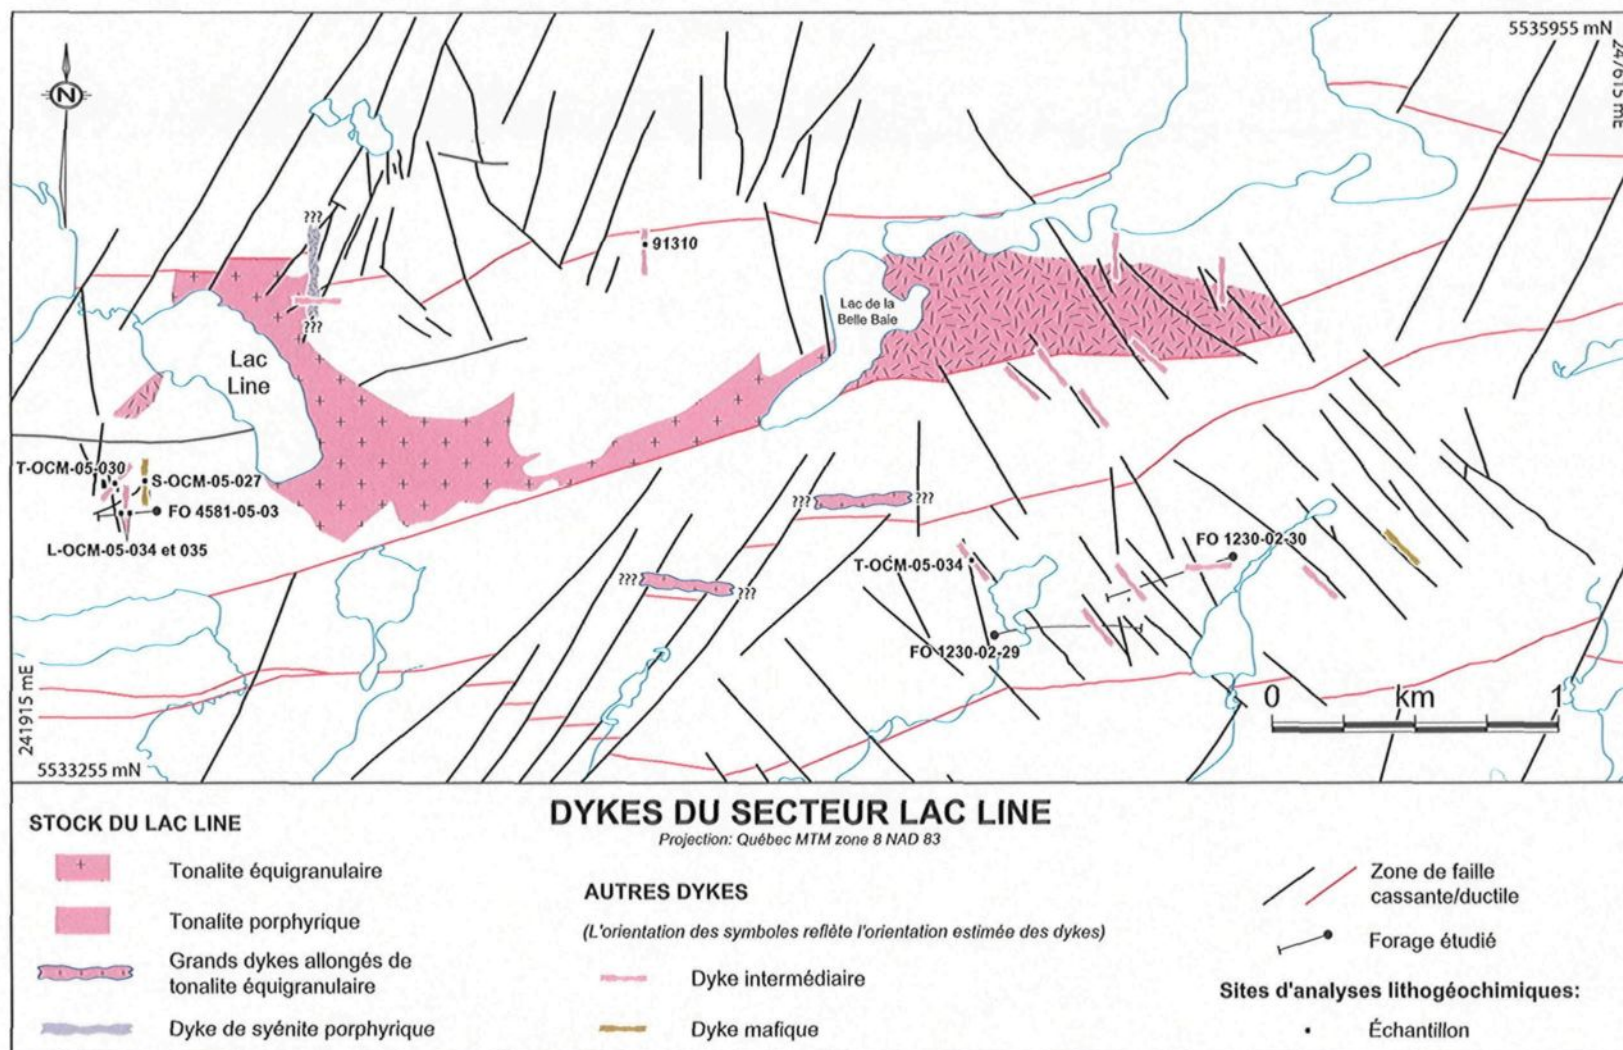 5535955 mN
247615 mE
N
???
91310
Lac de la
Belle Baie
???
Lac
Line
T-OCM-05-030
S-OCM-05-027
FO 4581-05-03
L-OCM-05-034 et 035
???
???
FO 1230-02-30
T-OCM-05-034
???
???
FO 1230-02-29
241915 mE
5533255 mN
0 km 1
DYKES DU SECTEUR LAC LINE
Projection: Québec MTM zone 8 NAD 83
STOCK DU LAC LINE
Tonalite équigranulaire
Tonalite porphyrique
Grands dykes allongés de
tonalite équigranulaire
Dyke de syénite porphyrique
AUTRES DYKES
(L'orientation des symboles reflète l'orientation estimée des dykes)
Dyke intermédiaire
Dyke mafique
Zone de faille
cassante/ductile
Forage étudié
Sites d'analyses lithogéochimiques:
Échantillon